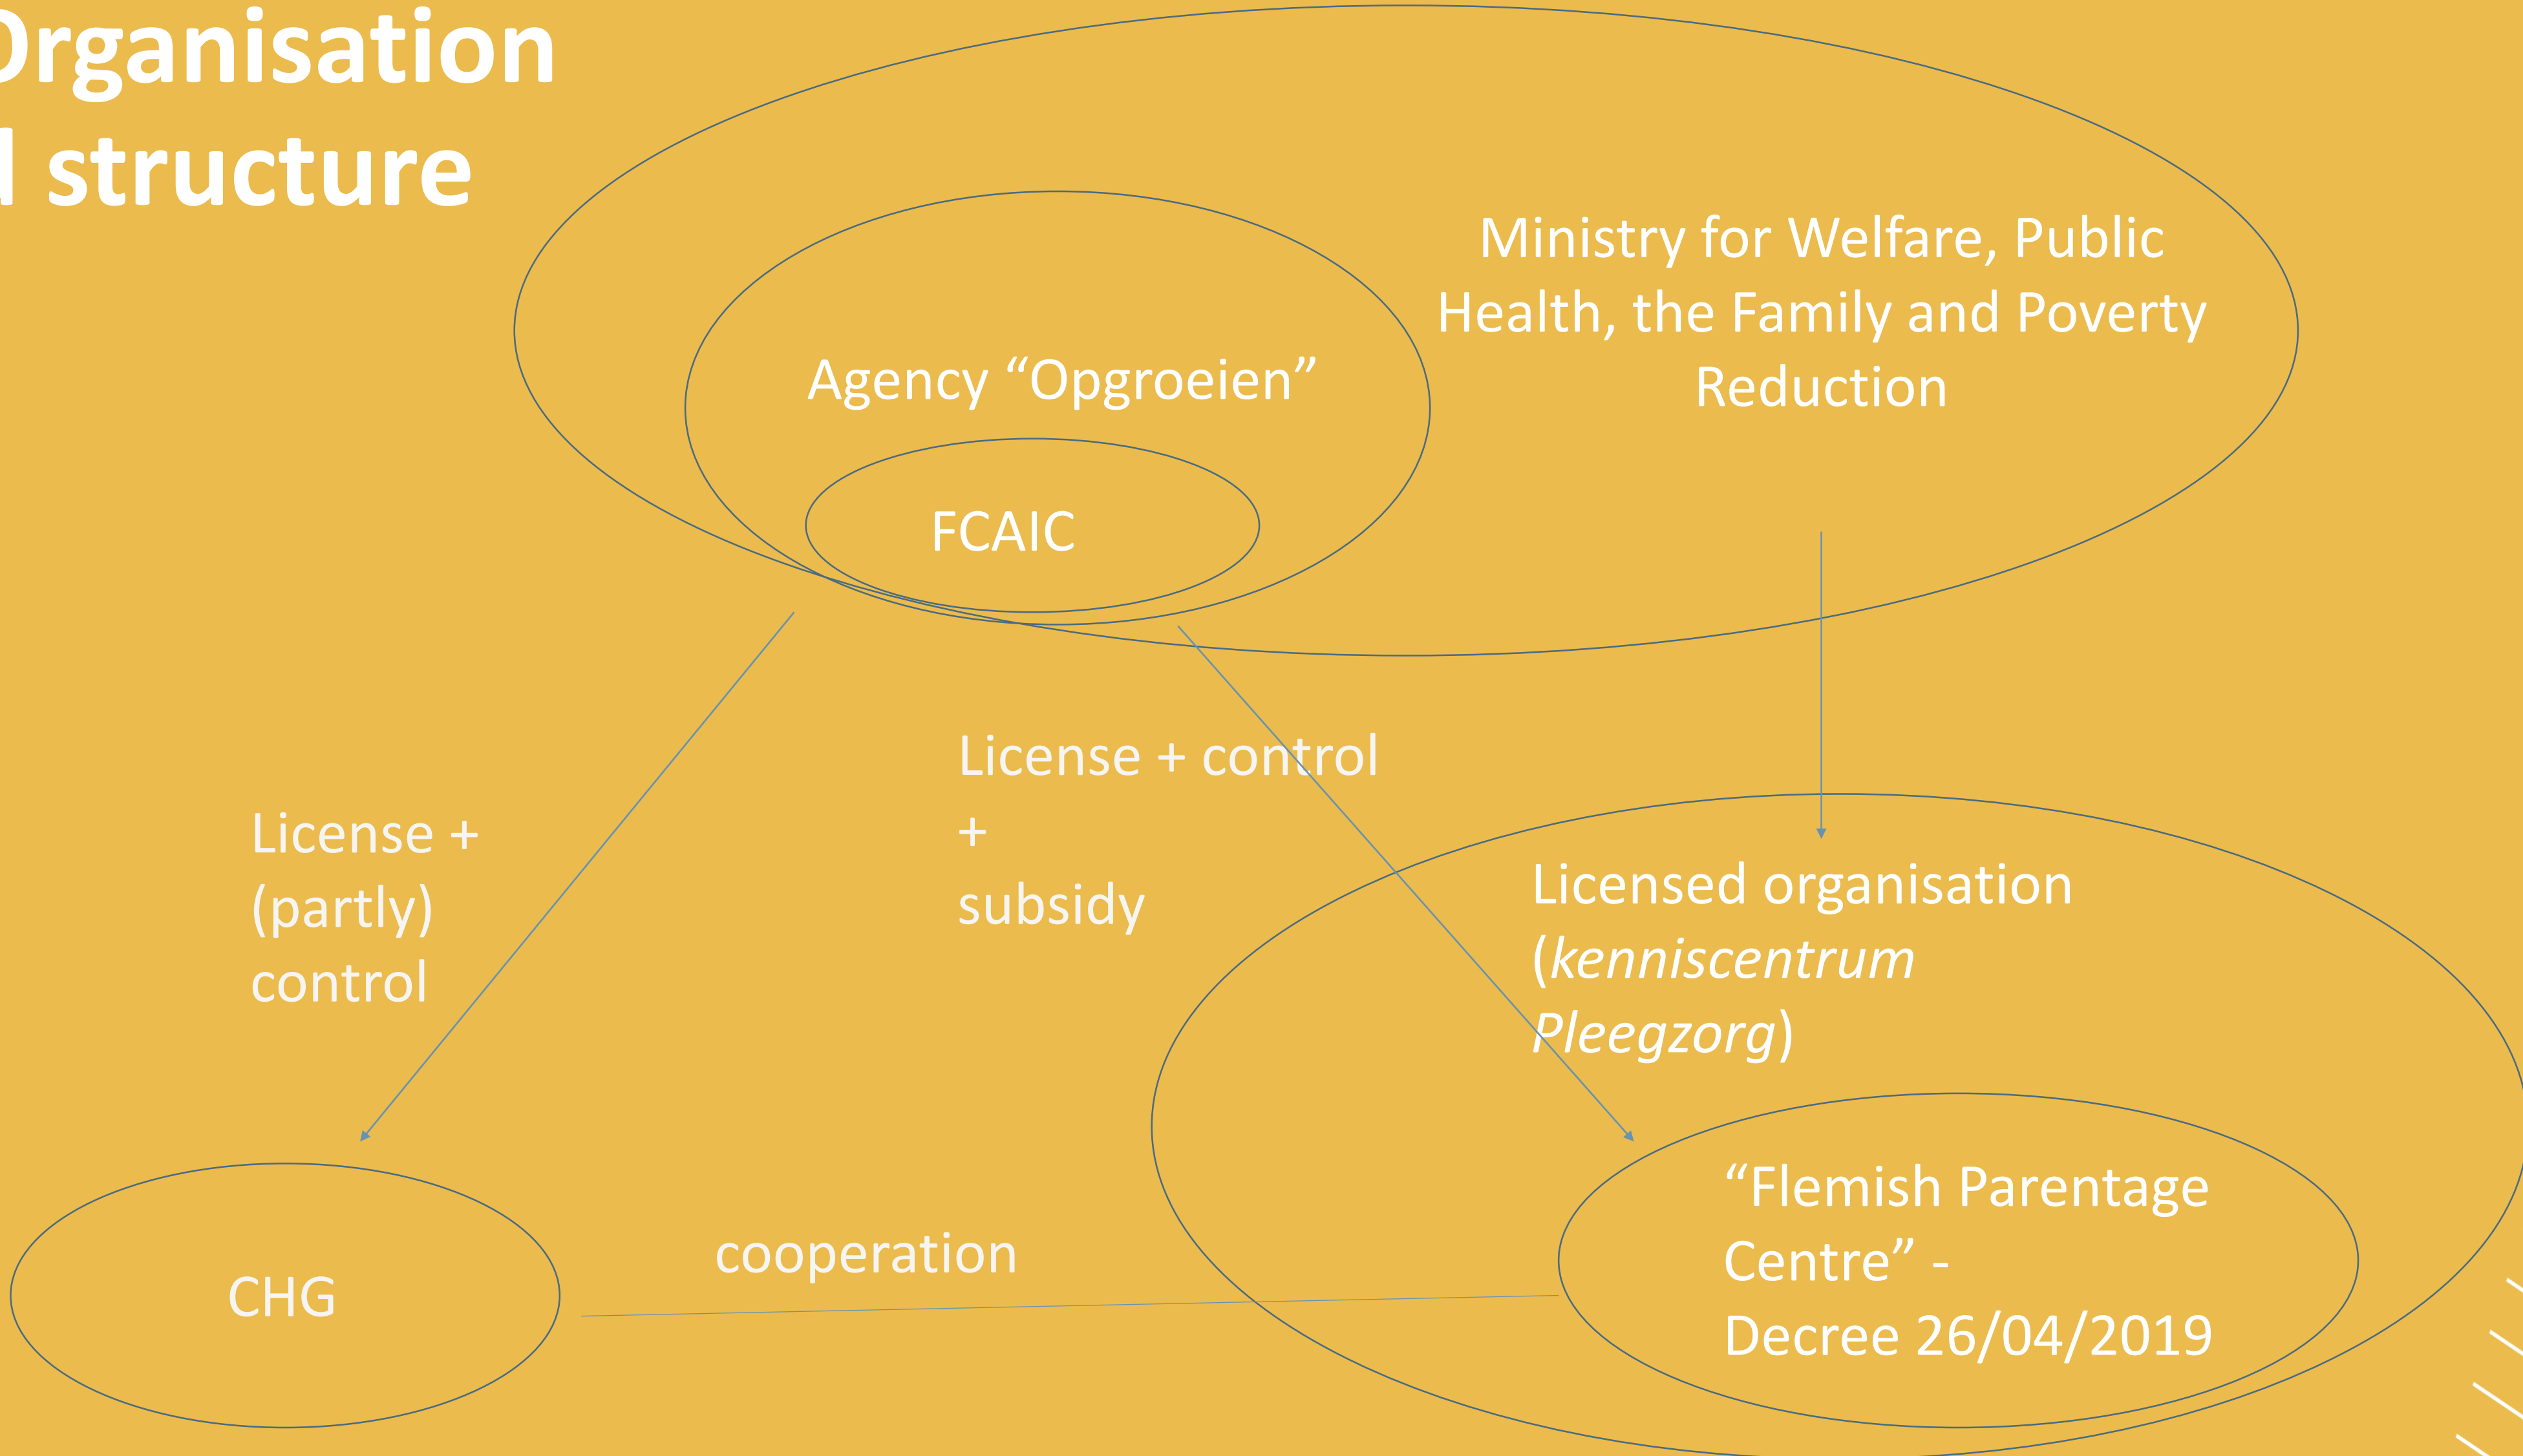 Organisation
l structure
Ministry for Welfare, Public
Health, the Family and Poverty
Reduction
Agency “Opgroeien”
FCAIC
License + control
+
subsidy
License +
(partly)
control
Licensed organisation
(kenniscentrum
Pleegzorg)
“Flemish Parentage
Centre” -
Decree 26/04/2019
cooperation
CHG